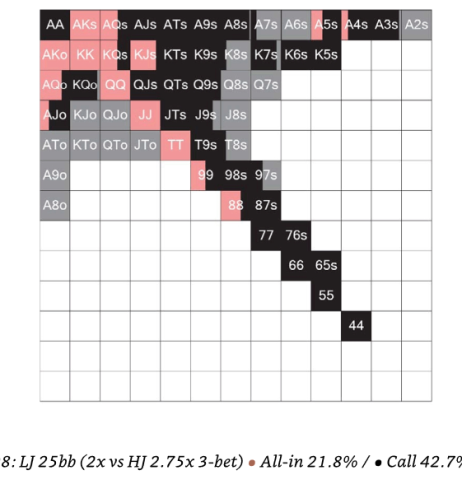 AA AKs AQs AJs ATs A9s A8s A7s A6s A5s A4s A3s A2s
AKo KK KQs KJs KTs K9s K8s K7s K6s K5s
AQo KQo QQ QJs QTs Q9s Q8s Q7s
AJo KJo QJo JJ JTs J9s J8s
ATo KTo QTo JTo TT T9s T8s
A9o 99 98s 97s
A8o 88 87s
77 76s
66 65s
55
44
8: LJ 25bb (2x vs HJ 2.75x 3-bet) • All-in 21.8% / • Call 42.7%